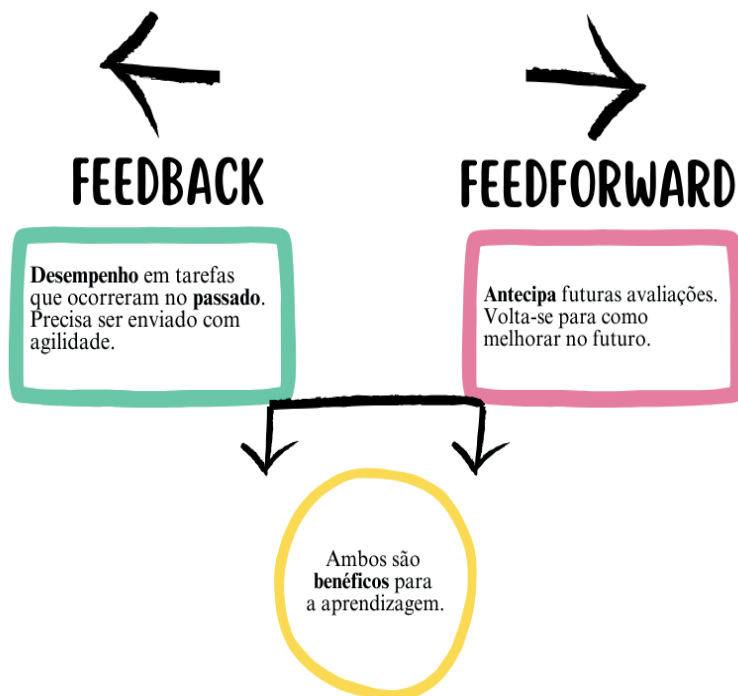 FEEDBACK
Desempenho em tarefas
que ocorreram no passado.
Precisa ser enviado com
agilidade.
FEEDFORWARD
Antecipa futuras avaliações.
Volta-se para como
melhorar no futuro.
Ambos são
benéficos para
a aprendizagem.